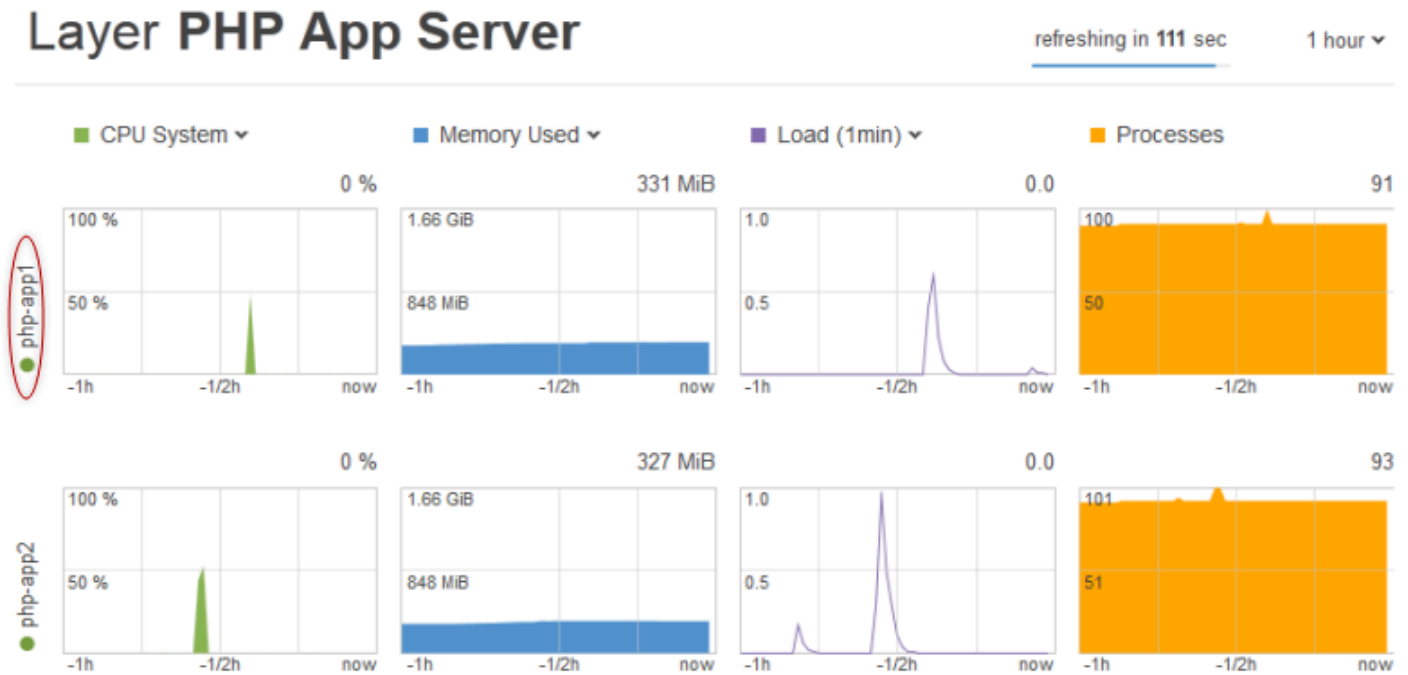 Layer PHP App Server
refreshing in 111 sec
1 hour
CPU System
Memory Used
Load (1min)
Processes
0 %
331 MiB
0.0
91
php-app1
100 %
50 %
-1h
-1/2h
now
1.66 GiB
848 MiB
-1h
-1/2h
now
1.0
0.5
-1h
-1/2h
now
100
50
-1h
-1/2h
now
0 %
327 MiB
0.0
93
php-app2
100 %
50 %
-1h
-1/2h
now
1.66 GiB
848 MiB
-1h
-1/2h
now
1.0
0.5
-1h
-1/2h
now
101
51
-1h
-1/2h
now